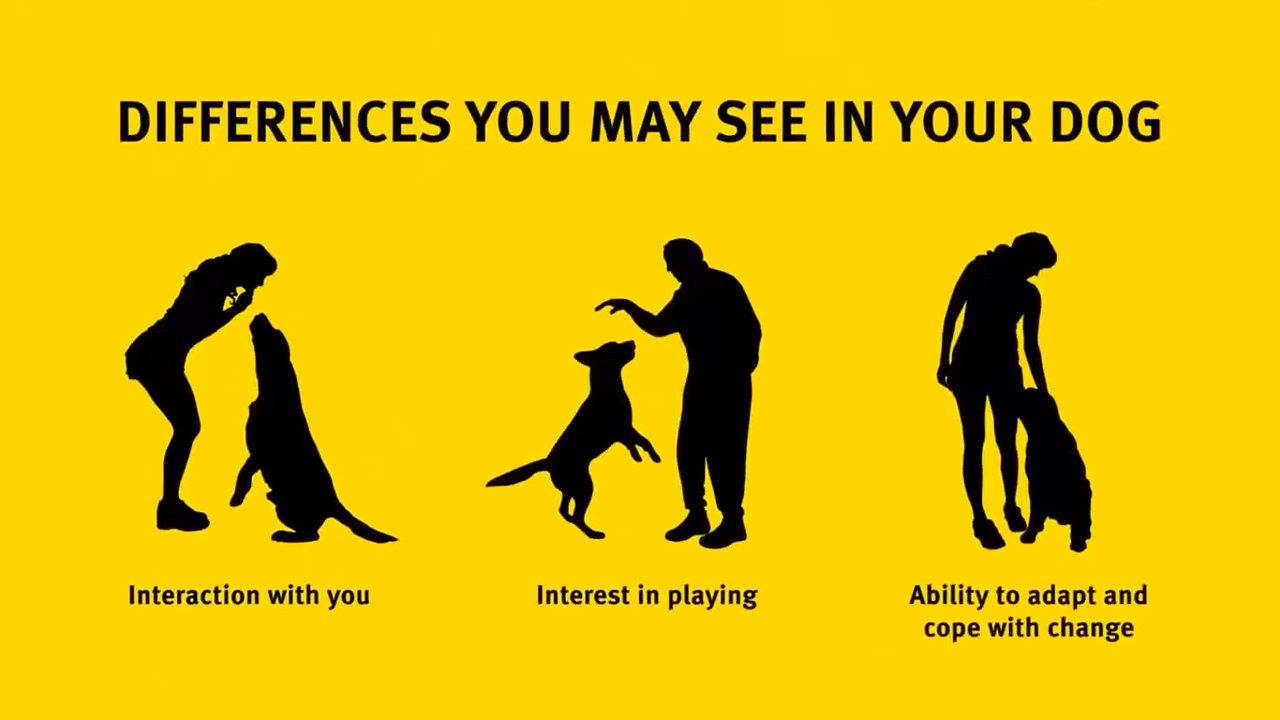 DIFFERENCES YOU MAY SEE IN YOUR DOG
Interaction with you
Interest in playing
Ability to adapt and
cope with change